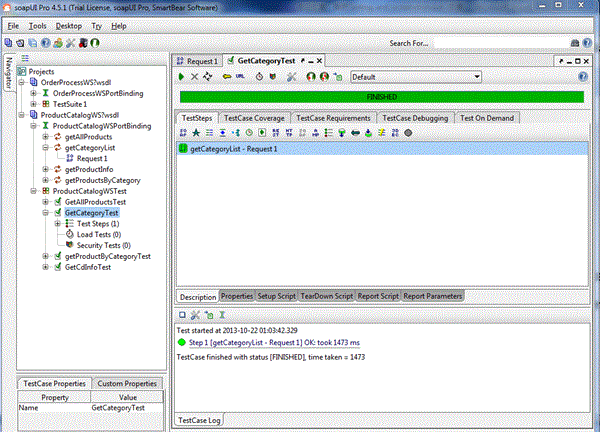 soapUI Pro 4.5.1 (Trial License, soapUI Pro, SmartBear Software)
File Tools Desktop Try Help
Search For...
Navigator
Projects
OrderProcessWS?wsdl
OrderProcessWSPortBinding
TestSuite 1
ProductCatalogWS?wsdl
ProductCatalogWSPortBinding
getAllProducts
getCategoryList
Request 1
getProductInfo
getProductsByCategory
ProductCatalogWSTest
GetAllProductsTest
GetCategoryTest
Test Steps (1)
Load Tests (0)
Security Tests (0)
getProductByCategoryTest
GetCdInfoTest
TestCase Properties Custom Properties
Property Value
Name GetCategoryTest
Request 1 GetCategoryTest
URL Default
FINISHED
TestSteps TestCase Coverage TestCase Requirements TestCase Debugging Test On Demand
getCategoryList - Request 1
Description Properties Setup Script TearDown Script Report Script Report Parameters
Test started at 2013-10-22 01:03:42.329
Step 1 [getCategoryList - Request 1] OK: took 1473 ms
TestCase finished with status [FINISHED], time taken = 1473
TestCase Log